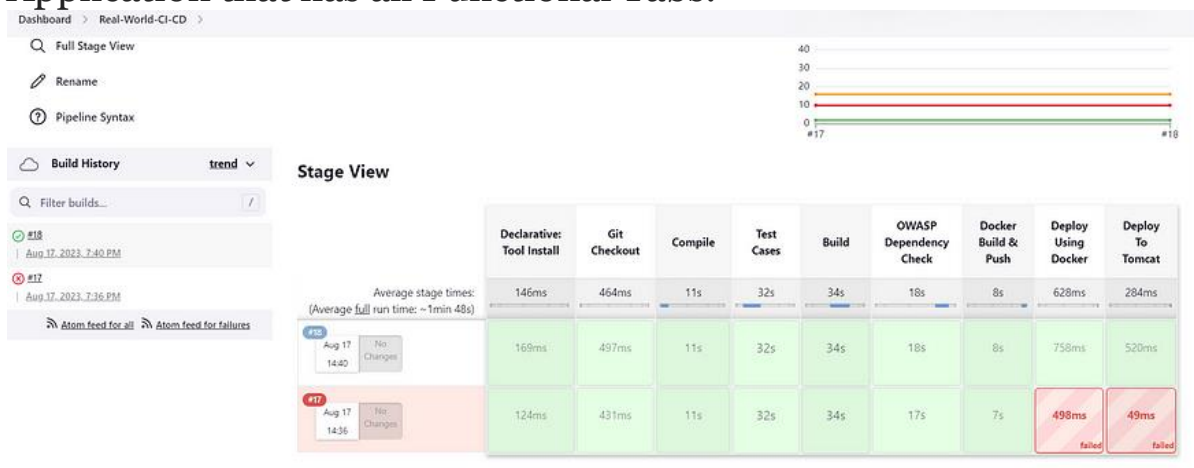 Application that has all Functional Tabs.
Dashboard > Real-World-CI-CD >
Full Stage View
Rename
Pipeline Syntax
Build History trend
Filter builds... /
#18
Aug 17, 2023, 7:40 PM
#17
Aug 17, 2023, 7:36 PM
Atom feed for all Atom feed for failures
40
30
20
10
0
#17 #18
Stage View
Declarative: Tool Install
Git Checkout
Compile
Test Cases
Build
OWASP Dependency Check
Docker Build & Push
Deploy Using Docker
Deploy To Tomcat
Average stage times: 146ms 464ms 11s 32s 34s 18s 8s 628ms 284ms
(Average full run time: ~1min 48s)
#18
Aug 17
14:40
No Changes
169ms 497ms 11s 32s 34s 18s 8s 758ms 520ms
#17
Aug 17
14:36
No Changes
124ms 431ms 11s 32s 34s 17s 7s 498ms 49ms
failed failed